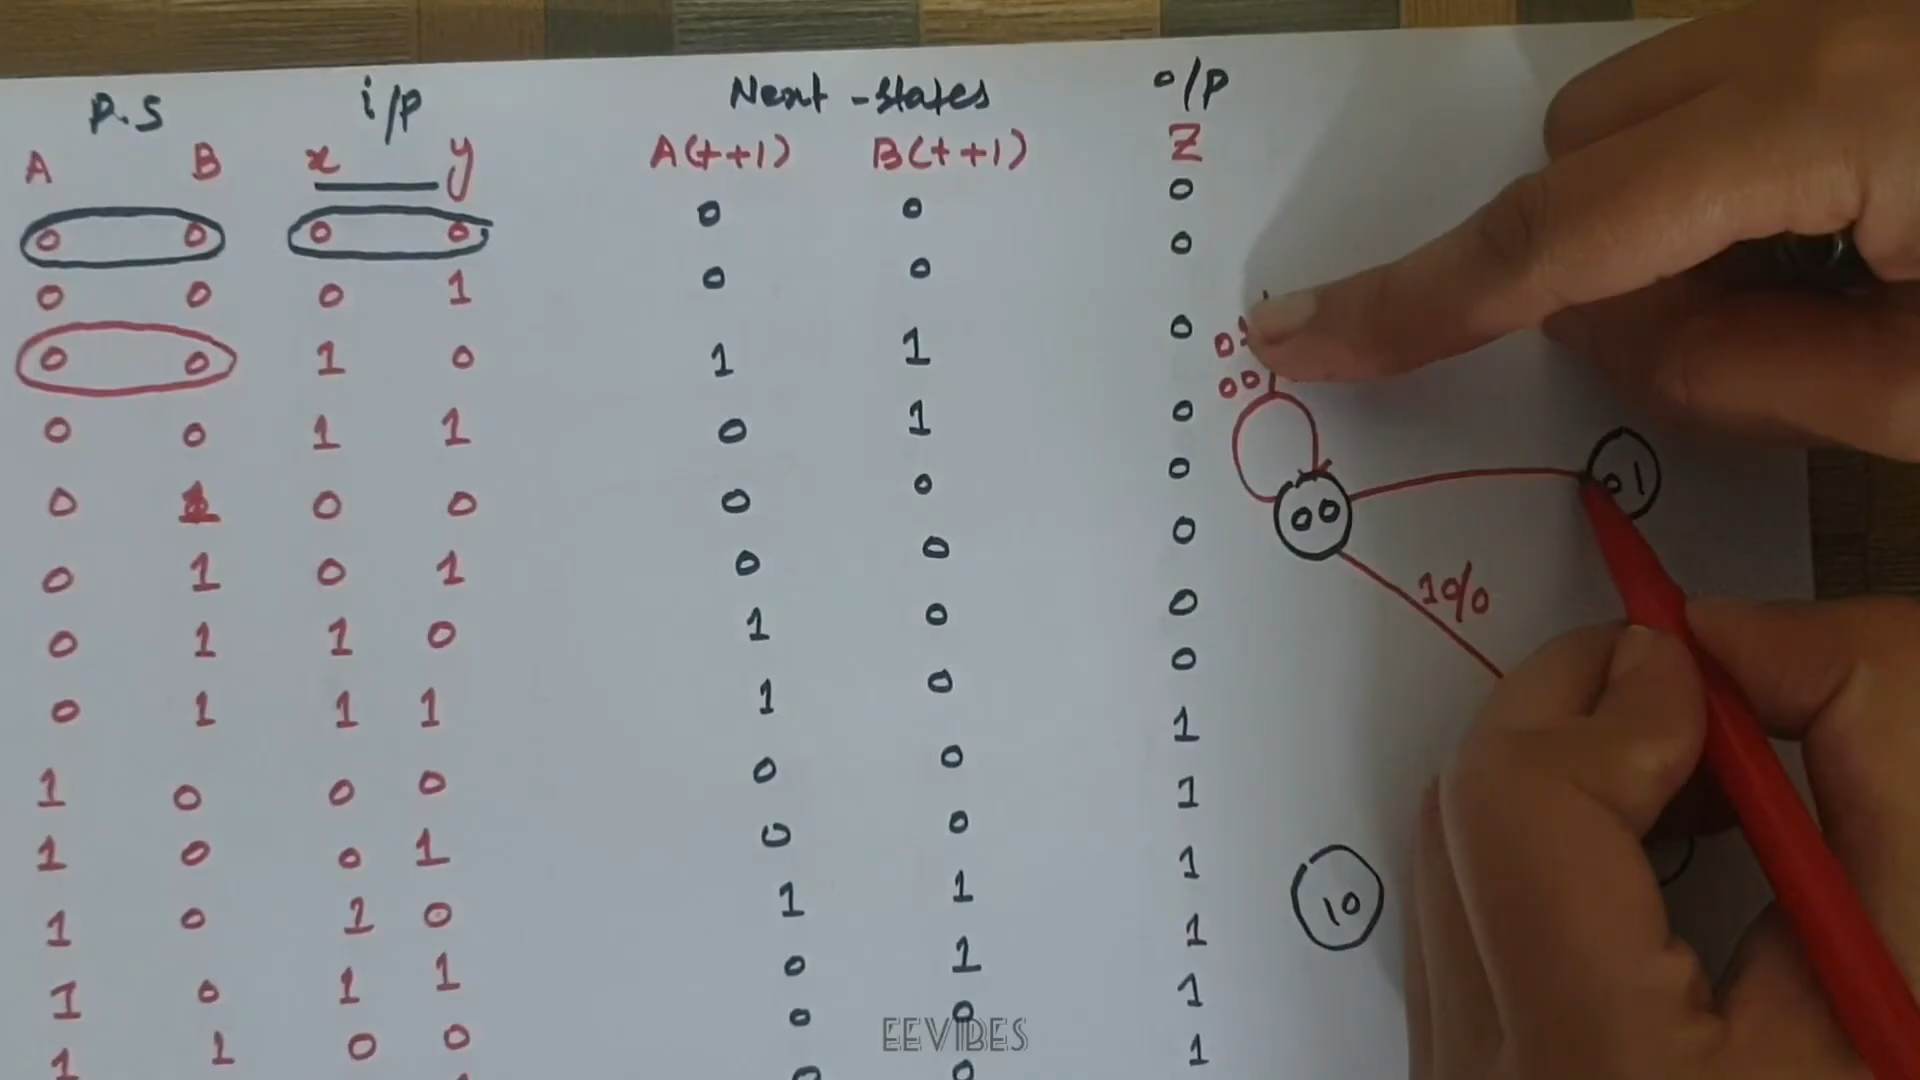 P.S i/p Next-states o/p
A B x y A(t+1) B(t+1) Z
0 0 0 0 0 0 0
0 0 0 1 0 0 0
0 0 1 0 1 1 0
0 0 1 1 0 1 0
0 1 0 0 0 0 0
0 1 0 1 0 0 0
0 1 1 0 1 0 0
0 1 1 1 1 0 0
1 0 0 0 0 0 1
1 0 0 1 0 0 1
1 0 1 0 1 1 1
1 0 1 1 0 1 1
1 1 0 0 0 0 1
0 1
00
00
01
10/0
10
EEVIBES